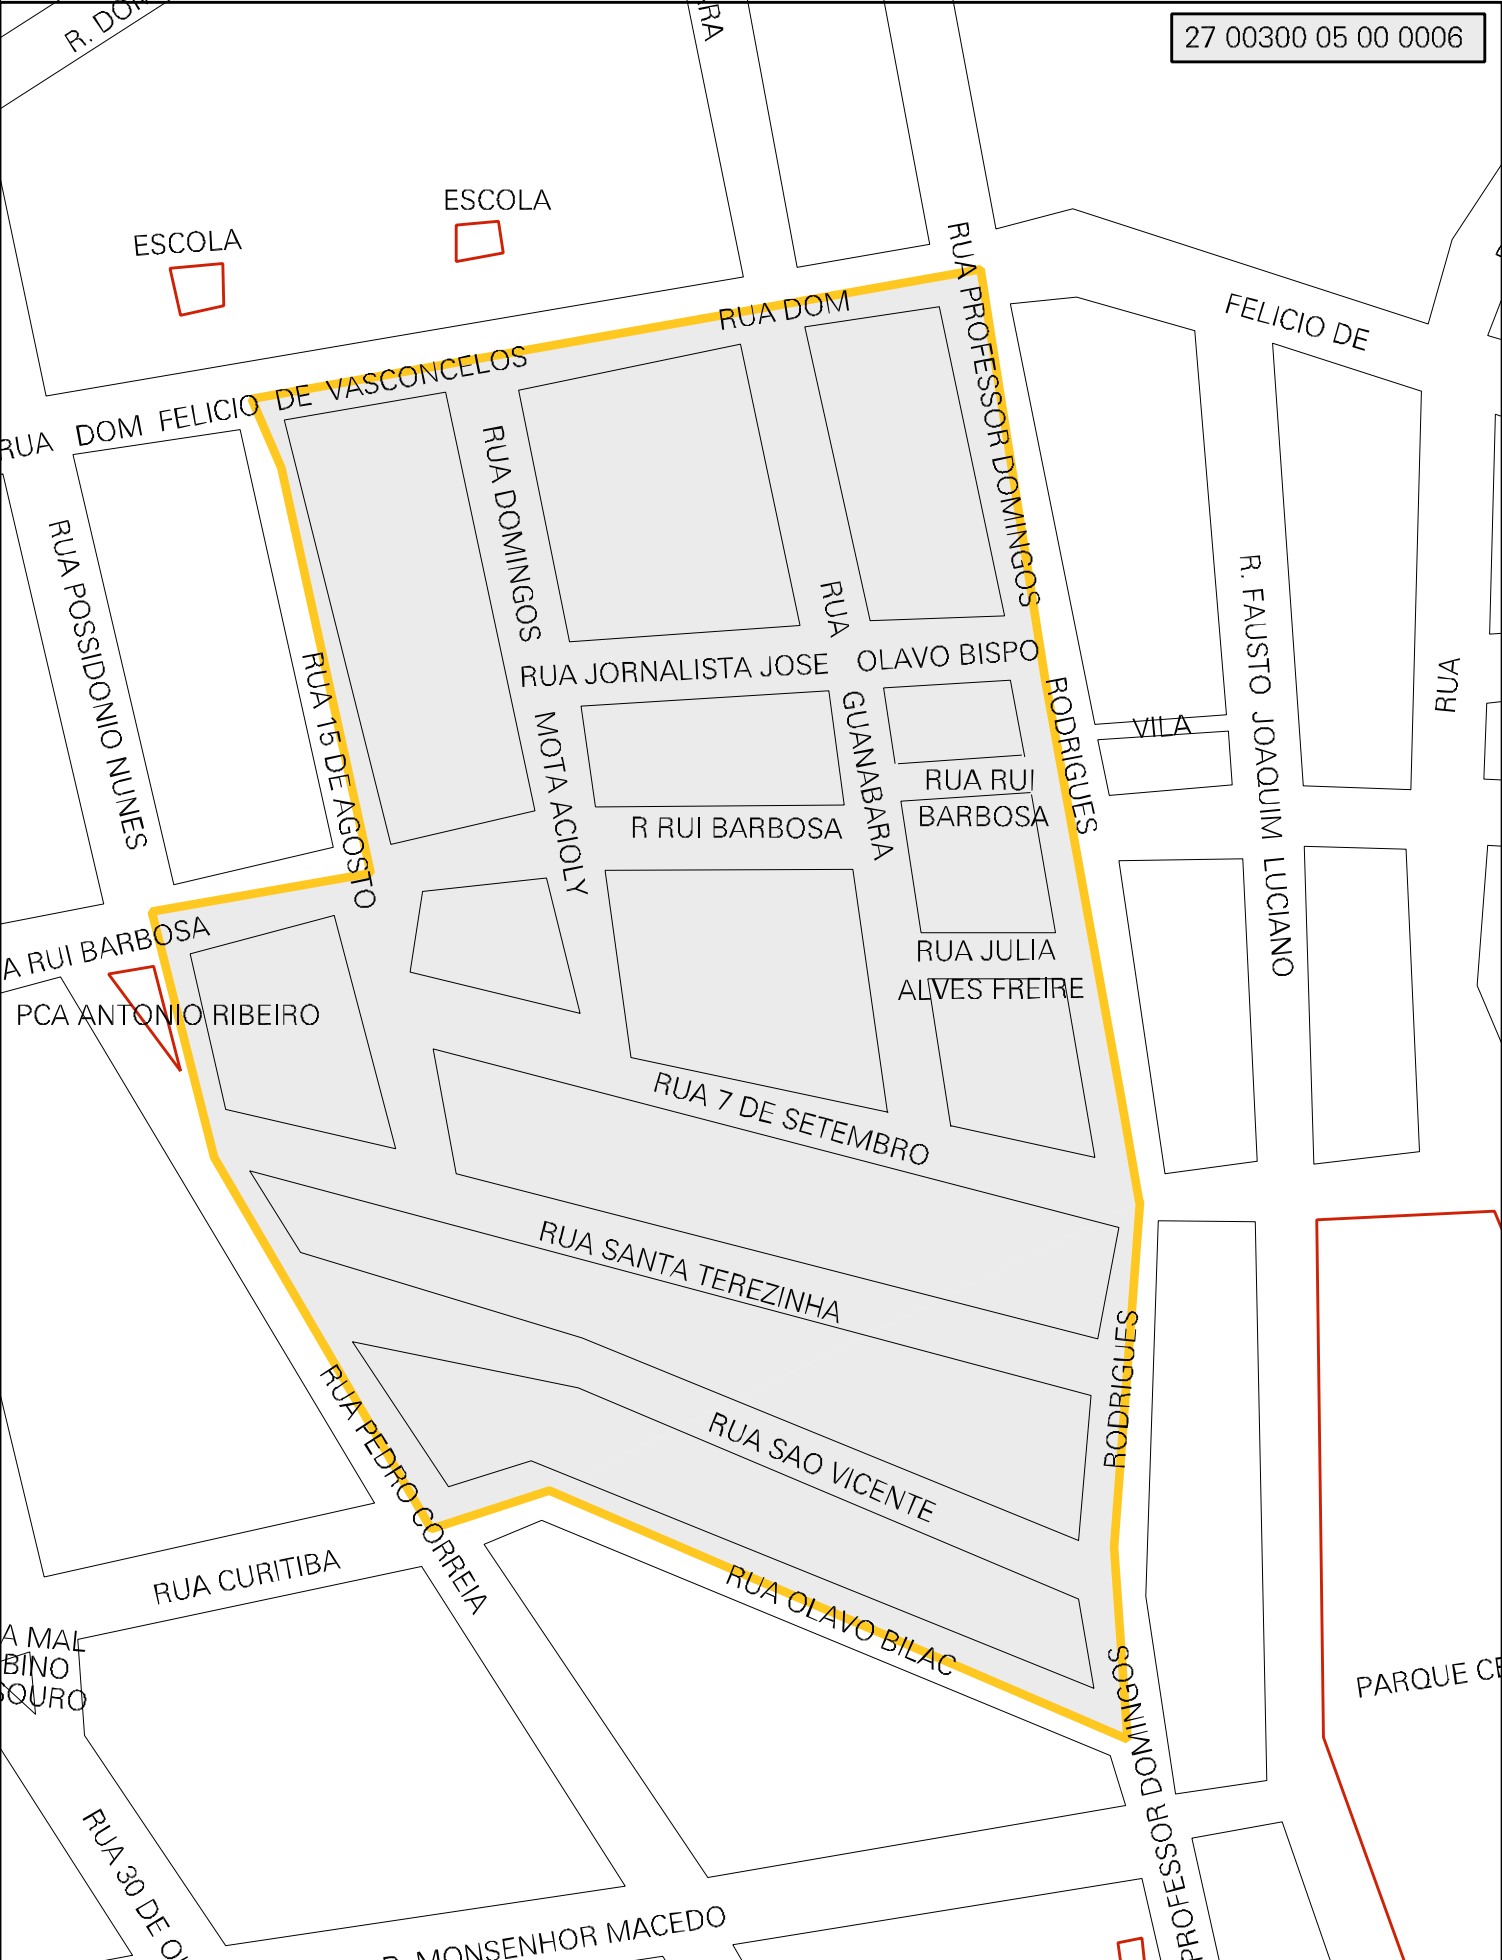 27 00300 05 00 0006
ESCOLA
ESCOLA
RUA DOM
FELICIO DE
RUA DOM FELICIO DE VASCONCELOS
RUA PROFESSOR DOMINGOS
RODRIGUES
RUA DOMINGOS
MOTA ACIOLY
RUA POSSIDONIO NUNES
RUA 15 DE AGOSTO
RUA
GUANABARA
RUA JORNALISTA JOSE OLAVO BISPO
R. FAUSTO JOAQUIM LUCIANO
RUA
VILA
RUA RUI
BARBOSA
R RUI BARBOSA
A RUI BARBOSA
RUA JULIA
ALVES FREIRE
PCA ANTONIO RIBEIRO
RUA 7 DE SETEMBRO
RUA SANTA TEREZINHA
RODRIGUES
RUA PEDRO CORREIA
RUA SAO VICENTE
RUA CURITIBA
RUA OLAVO BILAC
A MAL
BINO
OURO
PARQUE CE
PROFESSOR DOMINGOS
RUA 30 DE
R. MONSENHOR MACEDO